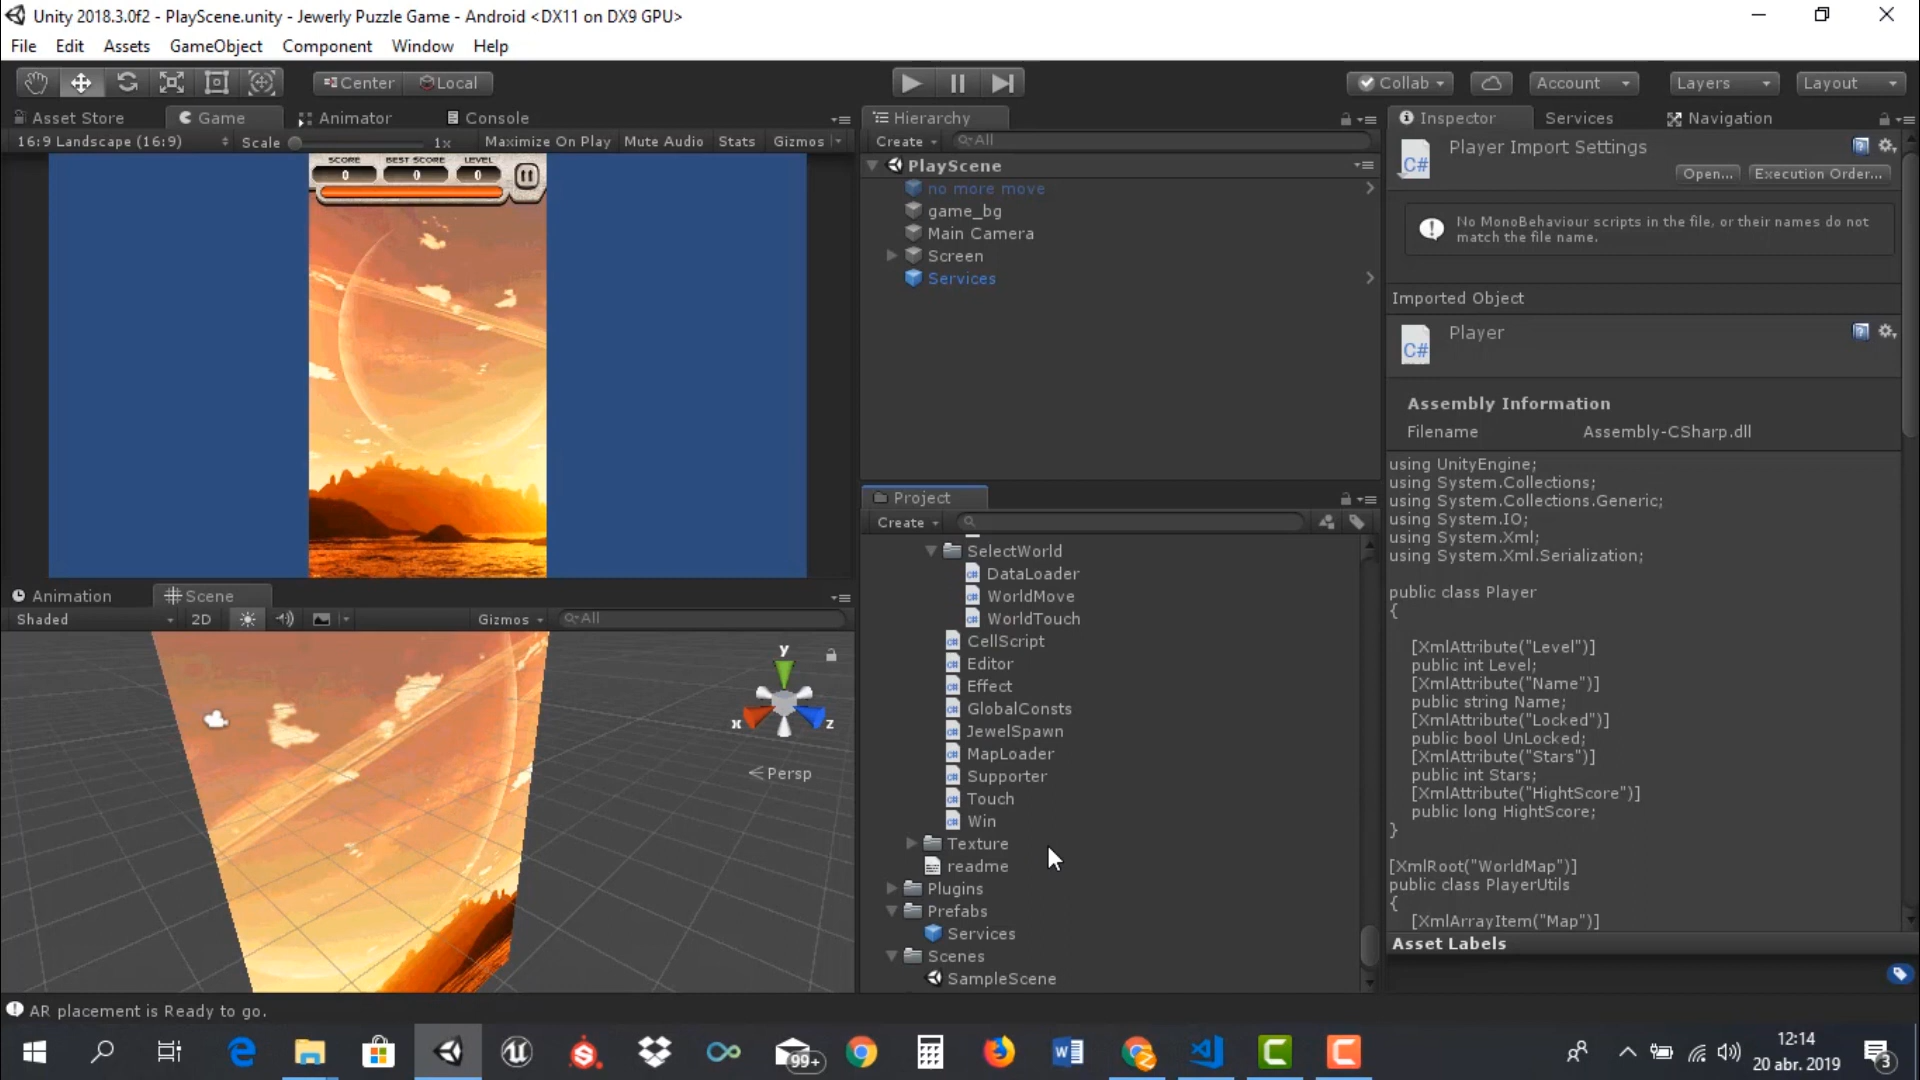 Unity 2018.3.0f2 - PlayScene.unity - Jewerly Puzzle Game - Android <DX11 on DX9 GPU>
File Edit Assets GameObject Component Window Help
Center Local
Collab Account Layers Layout
Asset Store Game Animator Console
16:9 Landscape (16:9) Scale 1x Maximize On Play Mute Audio Stats Gizmos
SCORE BEST SCORE LEVEL
0 0 0
Animation Scene
Shaded 2D Gizmos All
y
x z
Persp
Hierarchy
Create All
PlayScene
no more move
game_bg
Main Camera
Screen
Services
Project
Create
SelectWorld
DataLoader
WorldMove
WorldTouch
CellScript
Editor
Effect
GlobalConsts
JewelSpawn
MapLoader
Supporter
Touch
Win
Texture
readme
Plugins
Prefabs
Services
Scenes
SampleScene
Inspector Services Navigation
C# Player Import Settings
Open... Execution Order...
No MonoBehaviour scripts in the file, or their names do not
match the file name.
Imported Object
C# Player
Assembly Information
Filename Assembly-CSharp.dll
using UnityEngine;
using System.Collections;
using System.Collections.Generic;
using System.IO;
using System.Xml;
using System.Xml.Serialization;
public class Player
{
[XmlAttribute("Level")]
public int Level;
[XmlAttribute("Name")]
public string Name;
[XmlAttribute("Locked")]
public bool UnLocked;
[XmlAttribute("Stars")]
public int Stars;
[XmlAttribute("HightScore")]
public long HightScore;
}
[XmlRoot("WorldMap")]
public class PlayerUtils
{
[XmlArrayItem("Map")]
Asset Labels
AR placement is Ready to go.
99+
12:14
20 abr. 2019
3